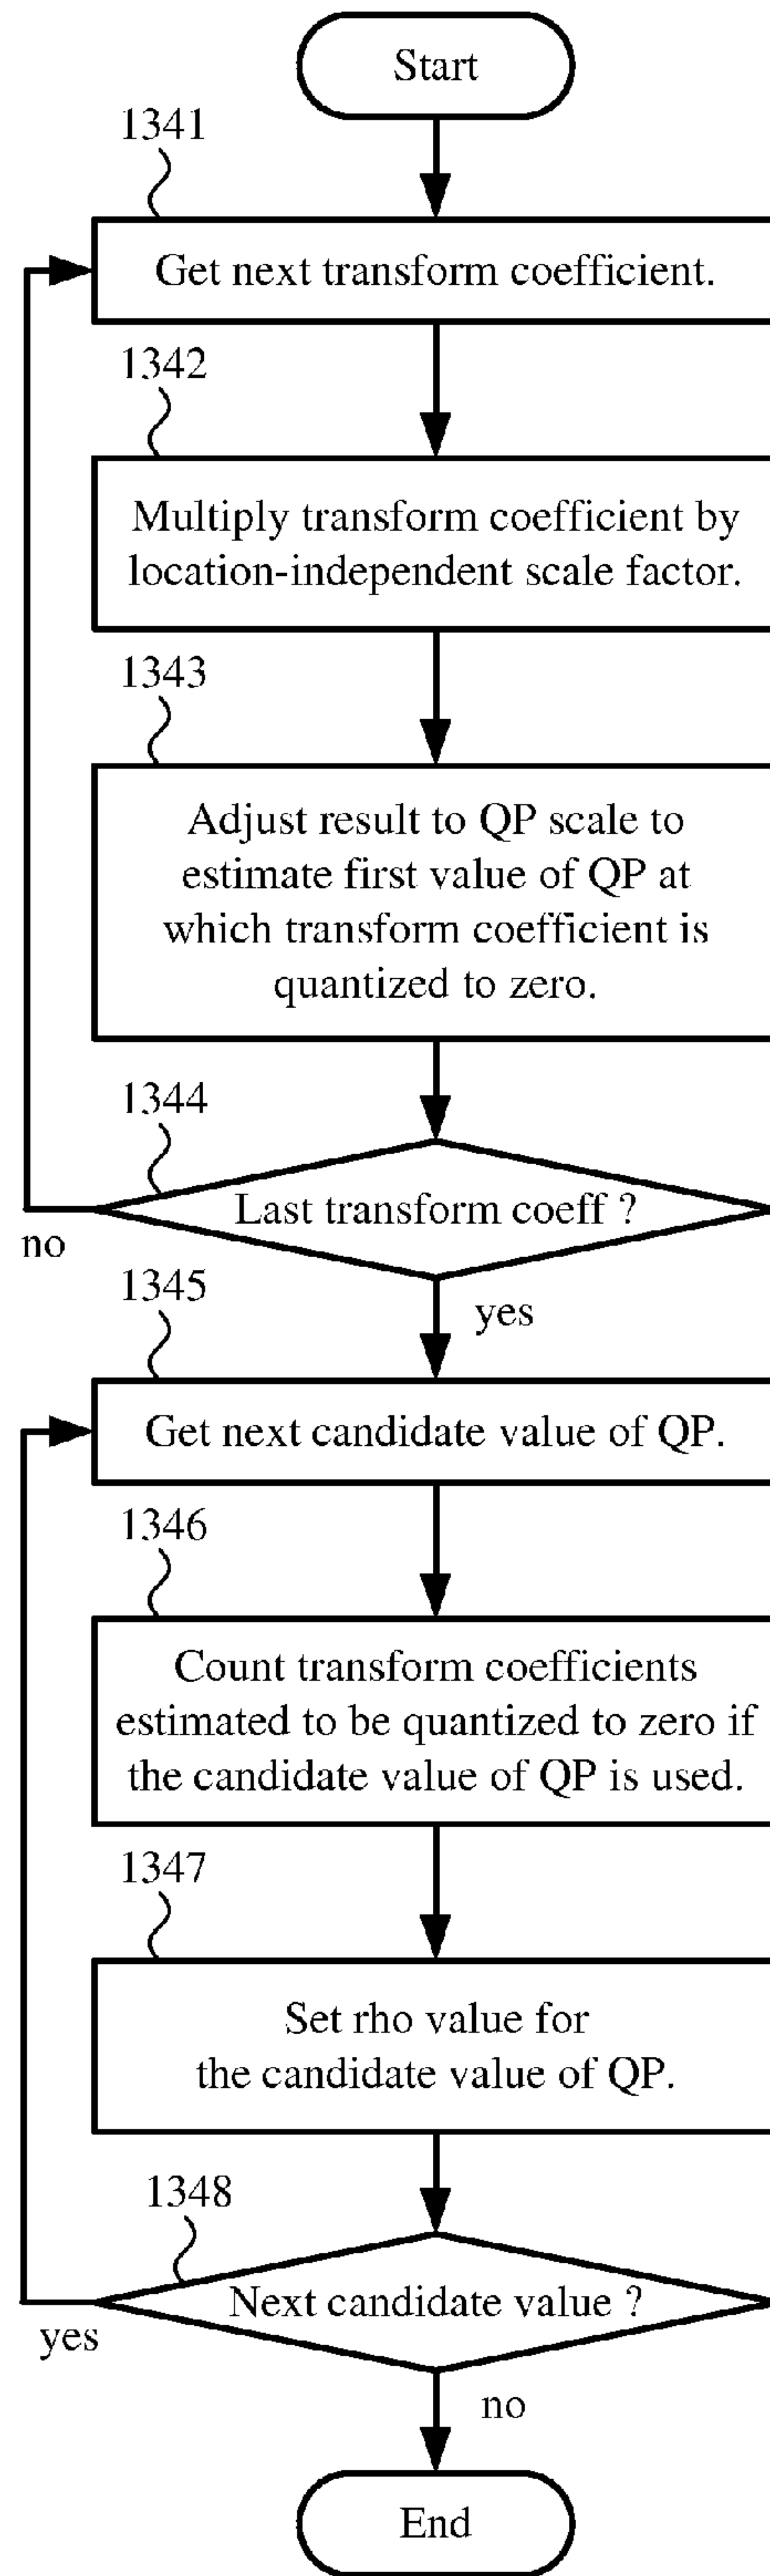 Start
1341
Get next transform coefficient.
1342
Multiply transform coefficient by
location-independent scale factor.
1343
Adjust result to QP scale to
estimate first value of QP at
which transform coefficient is
quantized to zero.
1344
Last transform coeff ?
no
1345
yes
Get next candidate value of QP.
1346
Count transform coefficients
estimated to be quantized to zero if
the candidate value of QP is used.
1347
Set rho value for
the candidate value of QP.
1348
Next candidate value ?
yes
no
End